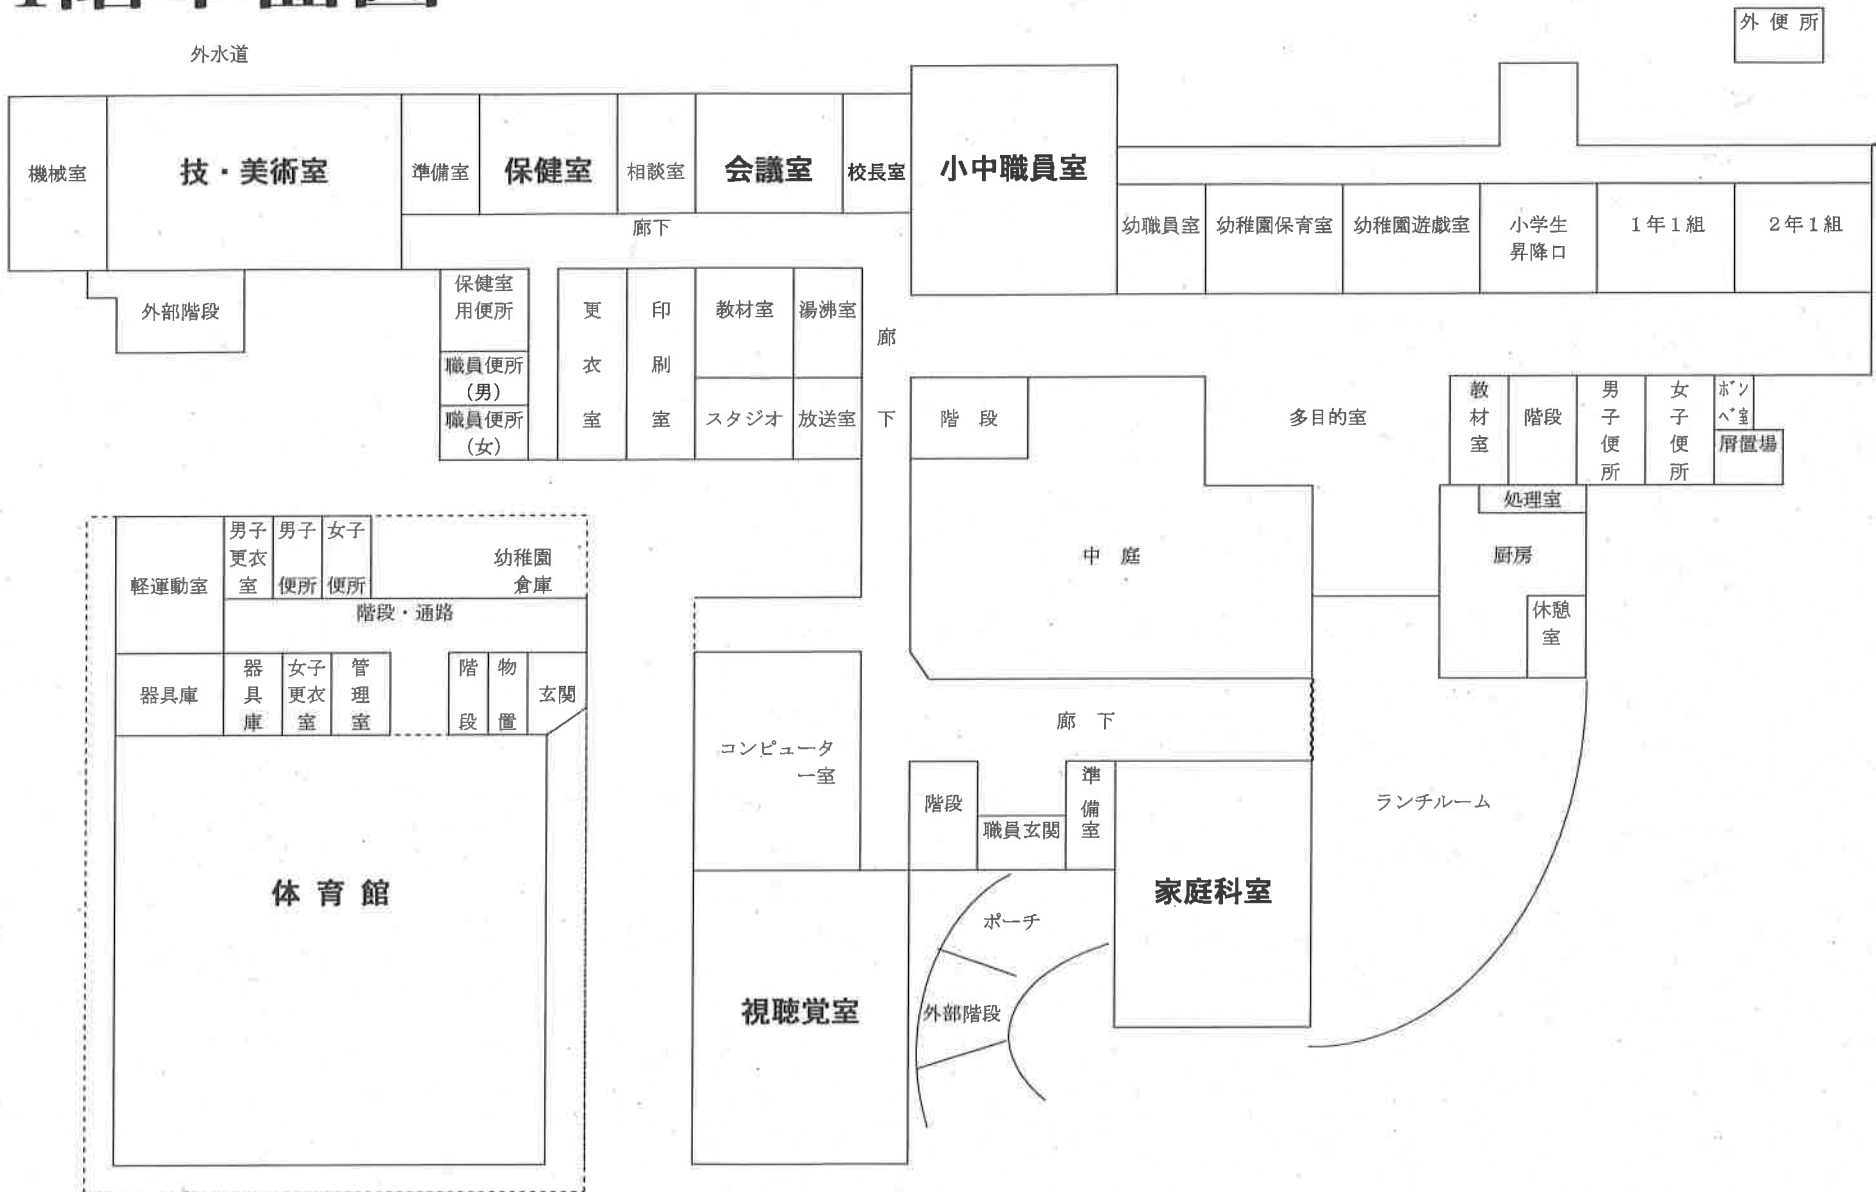 1階平面図
外便所
外水道
機械室
技・美術室
準備室
保健室
相談室
会議室
校長室
小中職員室
幼職員室
幼稚園保育室
幼稚園遊戯室
小学生
昇降口
1年1組
2年1組
廊下
外部階段
保健室
用便所
職員便所
(男)
職員便所
(女)
更衣室
印刷室
教材室
湯沸室
スタジオ
放送室
廊下
階段
多目的室
教材室
階段
男子便所
女子便所
ボン
ベ室
屑置場
処理室
厨房
休憩
室
中庭
軽運動室
男子
更衣
室
男子
便所
女子
便所
幼稚園
倉庫
階段・通路
器具庫
器具庫
女子
更衣
室
管理室
階段
物置
玄関
体育館
コンピュータ
ー室
廊下
階段
職員玄関
準備室
家庭科室
ランチルーム
ポーチ
外部階段
視聴覚室